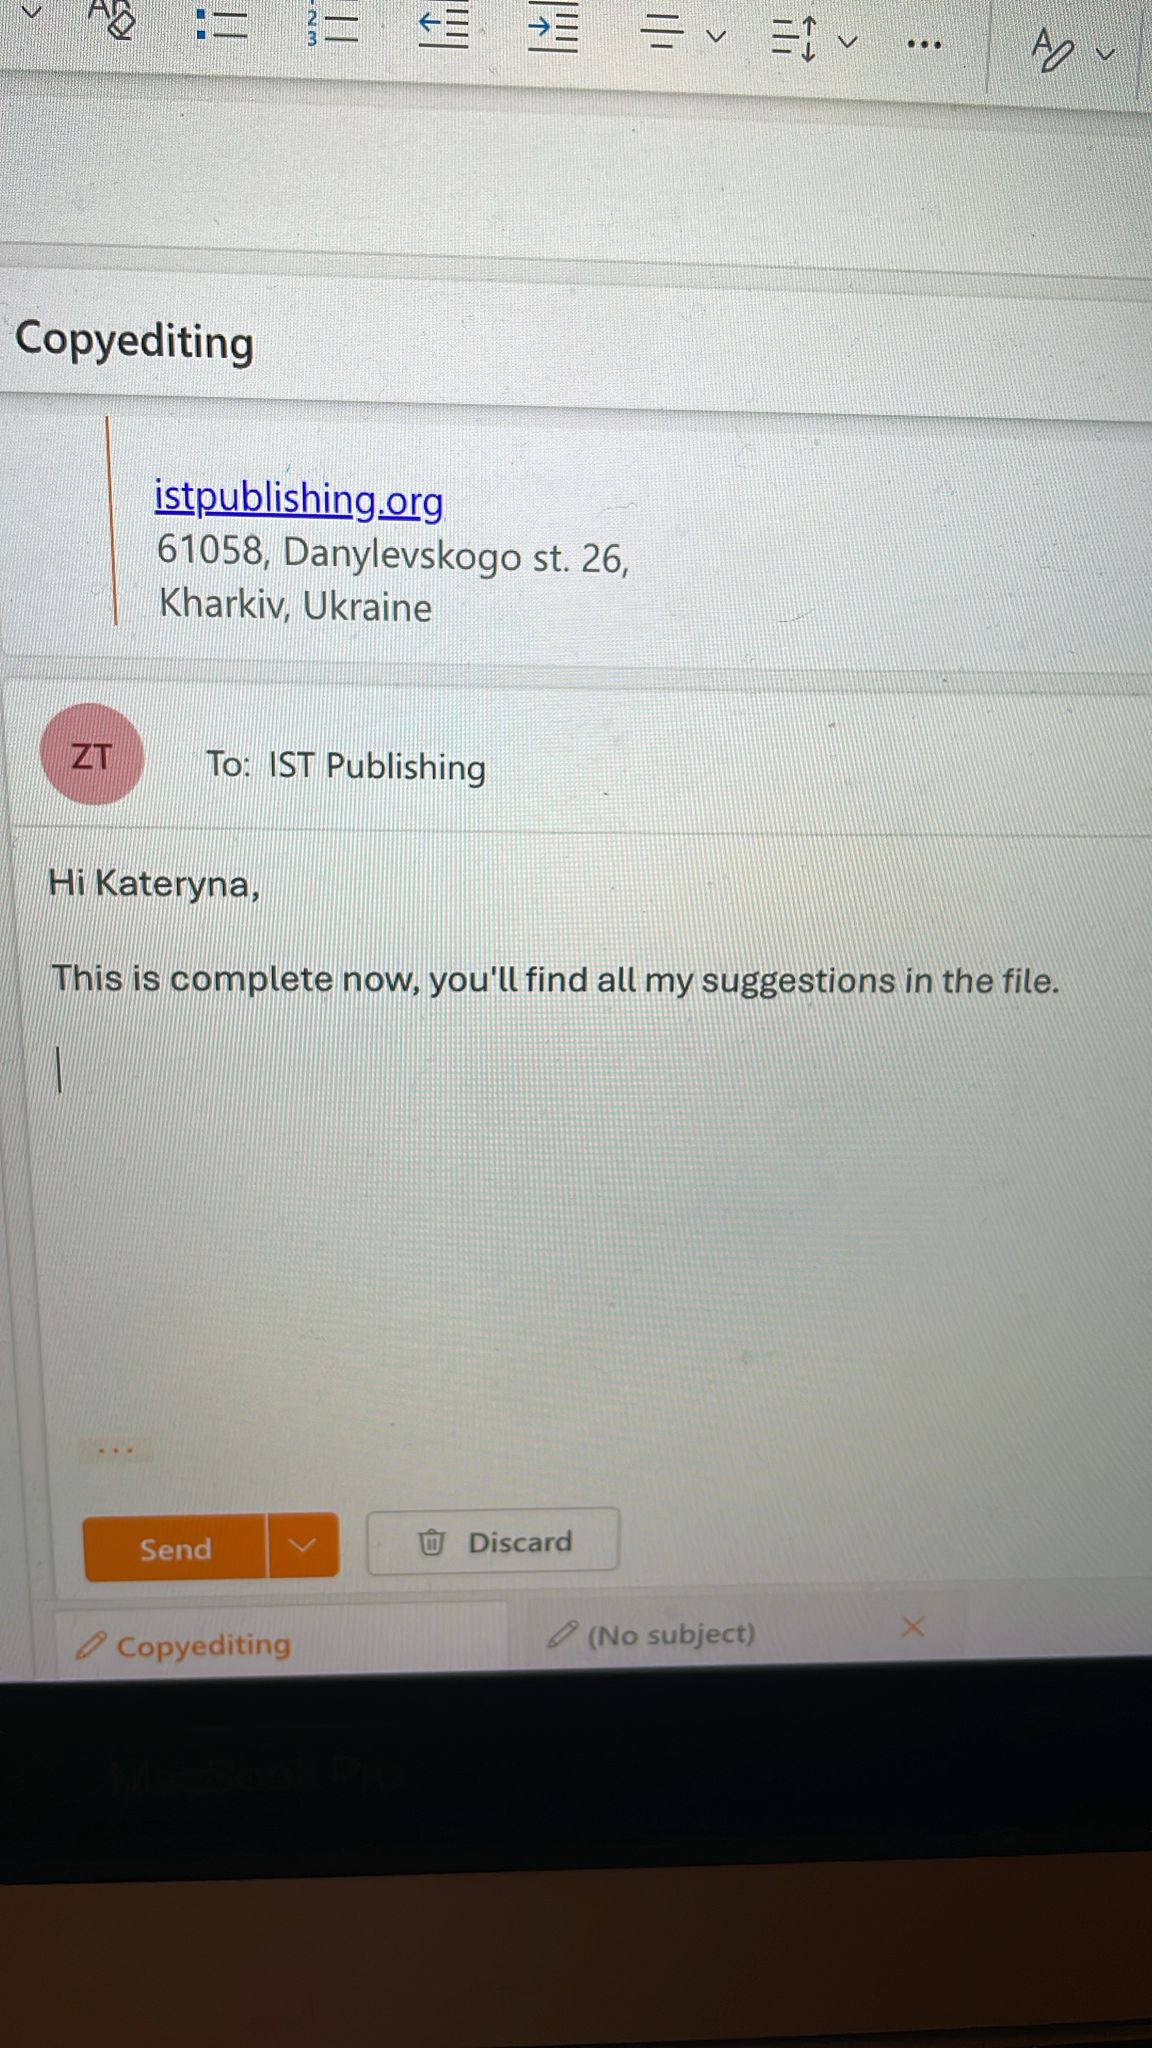 Copyediting
istpublishing.org
61058, Danylevskogo st. 26,
Kharkiv, Ukraine
ZT
To: IST Publishing
Hi Kateryna,
This is complete now, you'll find all my suggestions in the file.
...
Send
Discard
Copyediting
(No subject)
MacBook Pro